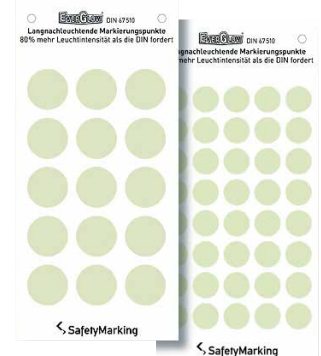 EVERGLOW DIN 67510
Langnachleuchtende Markierungspunkte
80% mehr Leuchtintensität als die DIN fordert
SafetyMarking
EVERGLOW DIN 67510
gnachleuchtende Markierungspunkte
mehr Leuchtintensität als die DIN fordert
SafetyMarking